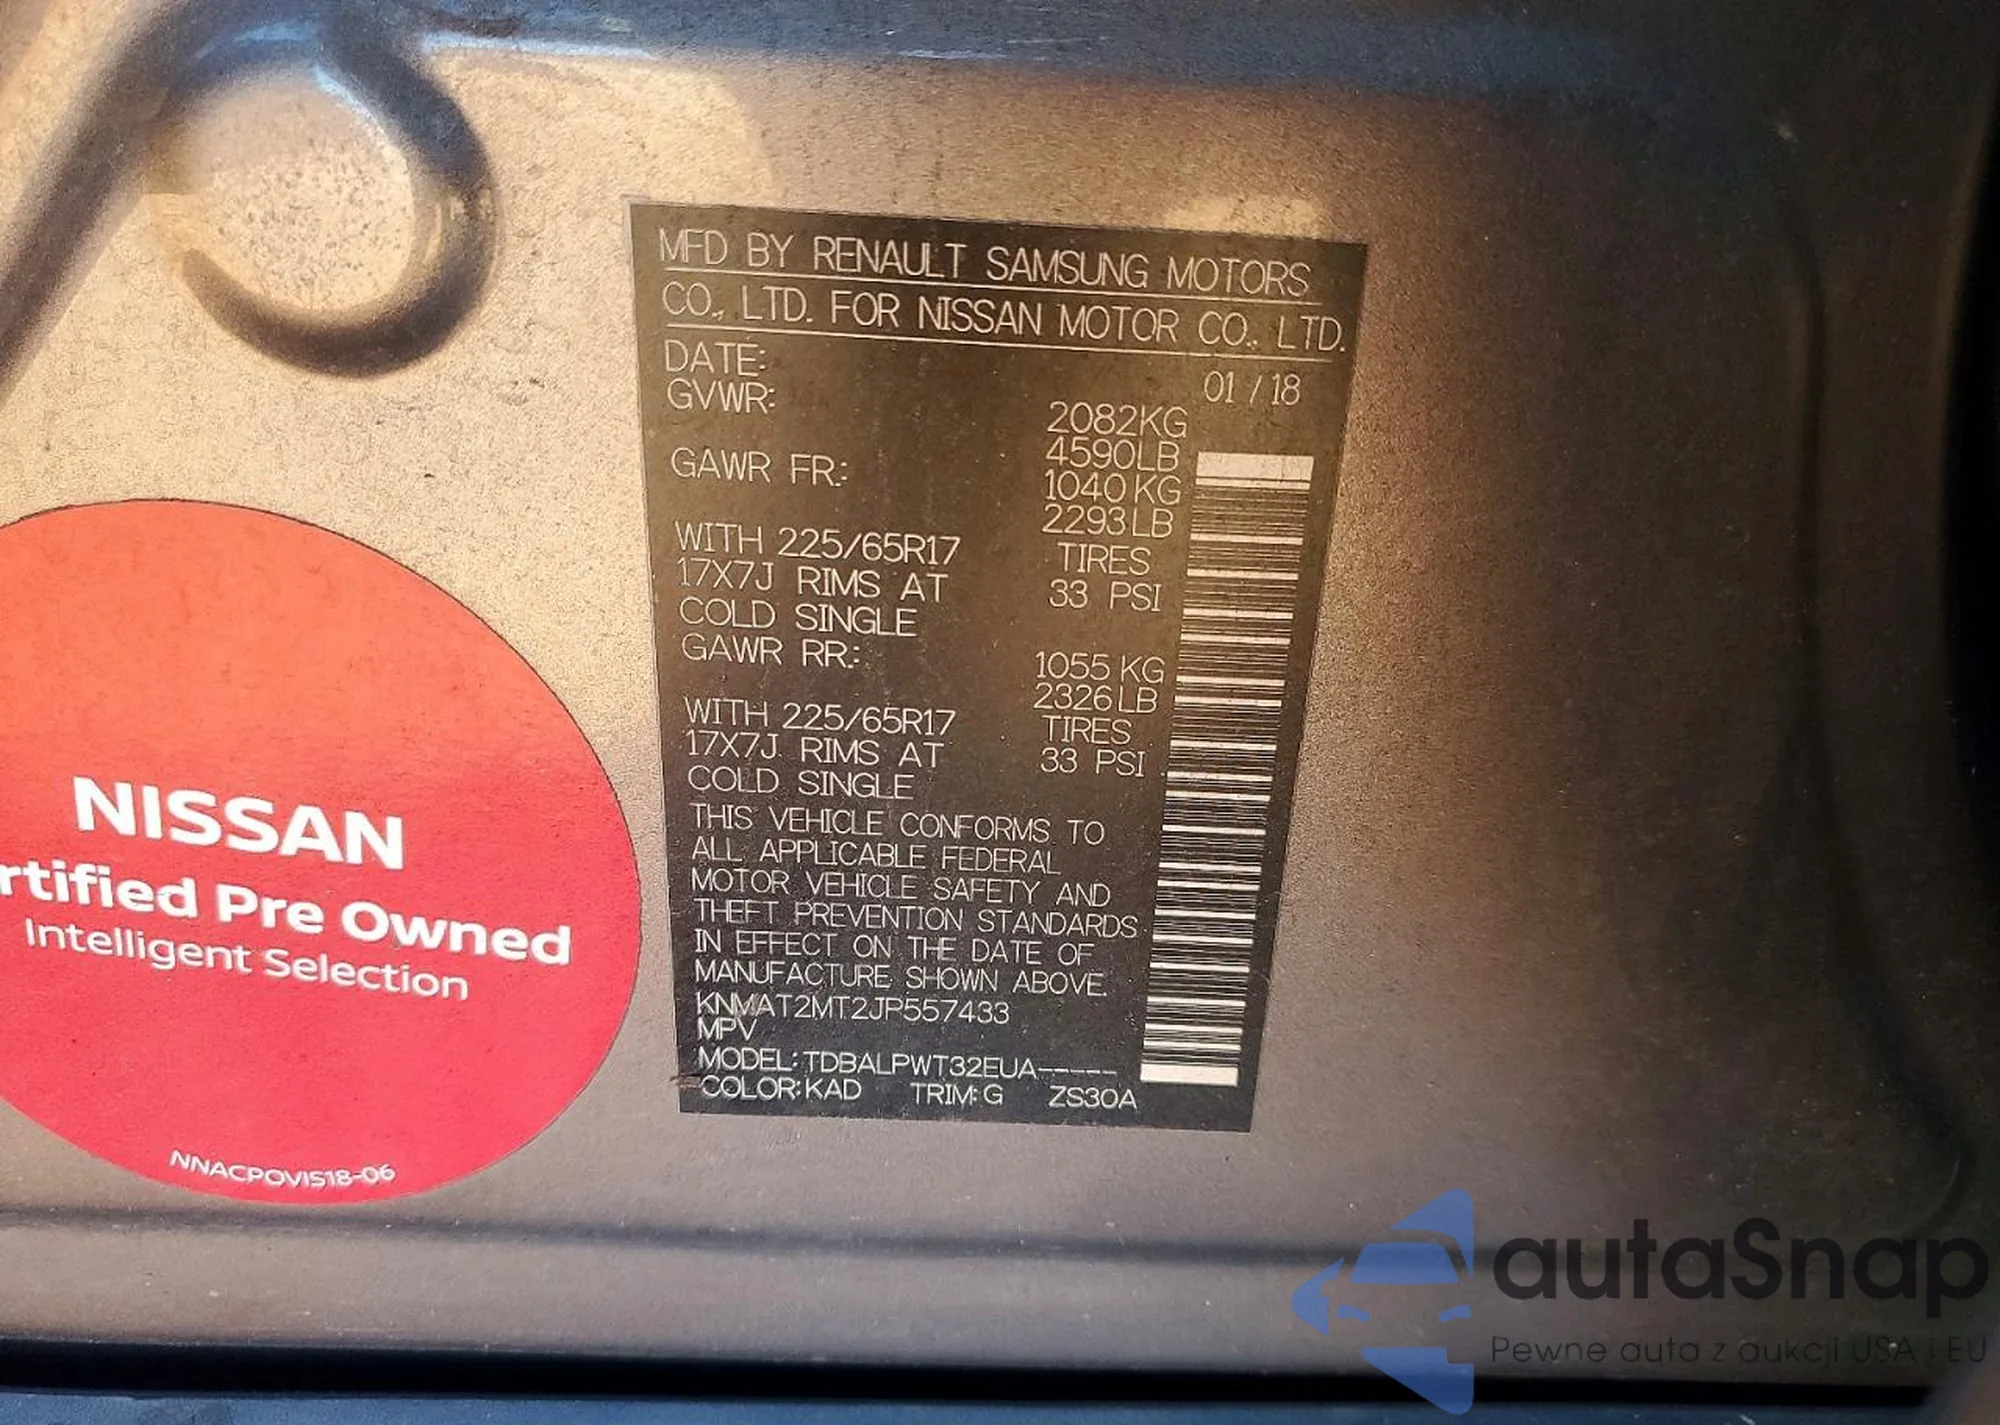 MFD BY RENAULT SAMSUNG MOTORS
CO., LTD. FOR NISSAN MOTOR CO., LTD.
DATE: 01 / 18
GVWR: 2082KG
4590LB
GAWR FR.: 1040 KG
2293LB
WITH 225/65R17 TIRES
17X7J RIMS AT 33 PSI
COLD SINGLE
GAWR RR.: 1055 KG
2326LB
WITH 225/65R17 TIRES
17X7J RIMS AT 33 PSI
COLD SINGLE
THIS VEHICLE CONFORMS TO
ALL APPLICABLE FEDERAL
MOTOR VEHICLE SAFETY AND
THEFT PREVENTION STANDARDS
IN EFFECT ON THE DATE OF
MANUFACTURE SHOWN ABOVE.
KNMAT2MT2JP557433
MPV
MODEL: TDBALPWT32EUA-----
COLOR: KAD TRIM: G ZS30A
NISSAN
rtified Pre Owned
Intelligent Selection
NNACPOVIS18-06
autaSnap
Pewne auta z aukcji USA i EU